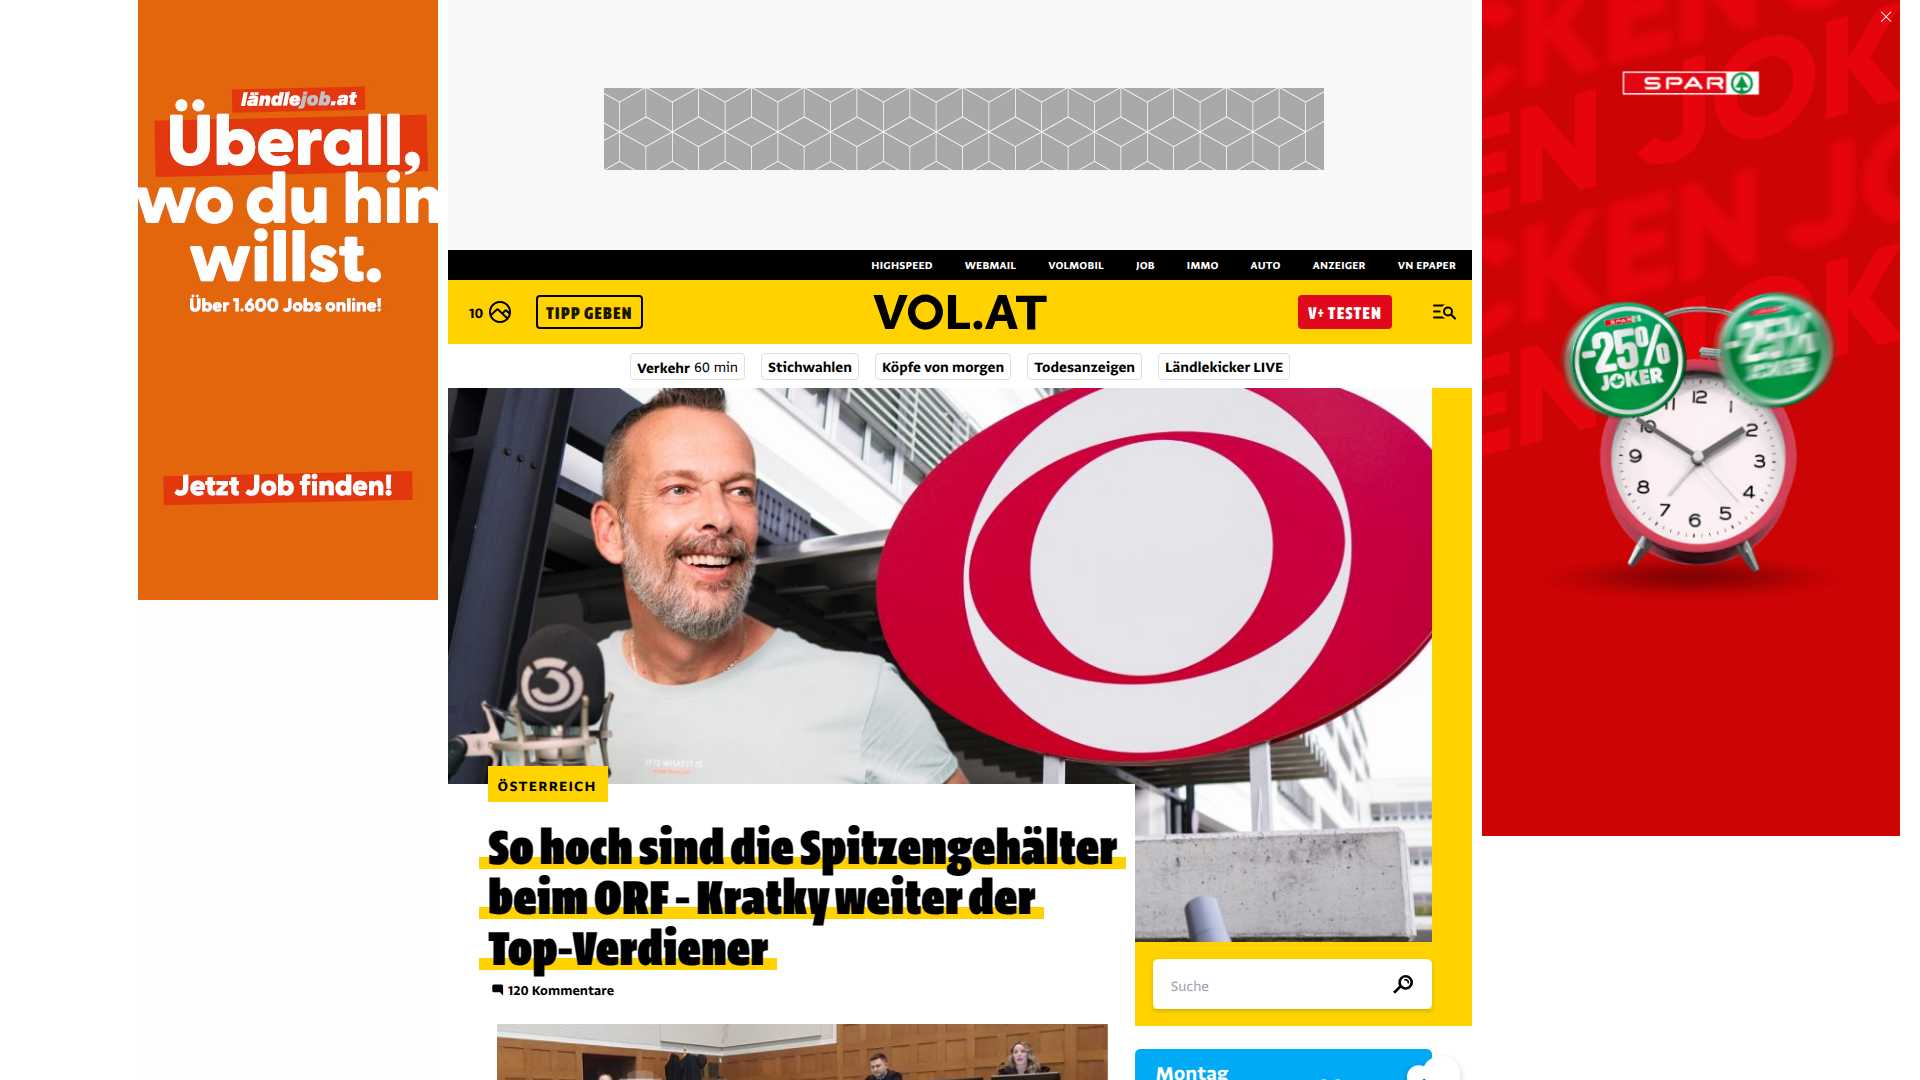 ländlejob.at
Überall,
wo du hin
willst.
Über 1.600 Jobs online!
Jetzt Job finden!
HIGHSPEED WEBMAIL VOLMOBIL JOB IMMO AUTO ANZEIGER VN EPAPER
10 TIPP GEBEN VOL.AT V+ TESTEN
Verkehr 60 min Stichwahlen Köpfe von morgen Todesanzeigen Ländlekicker LIVE
ÖSTERREICH
So hoch sind die Spitzengehälter
beim ORF - Kratky weiter der
Top-Verdiener
120 Kommentare
Suche
Montag
SPAR
-25%
JOKER
-25%
JOKER
11 12 1
10 2
9 3
8 4
7 6 5